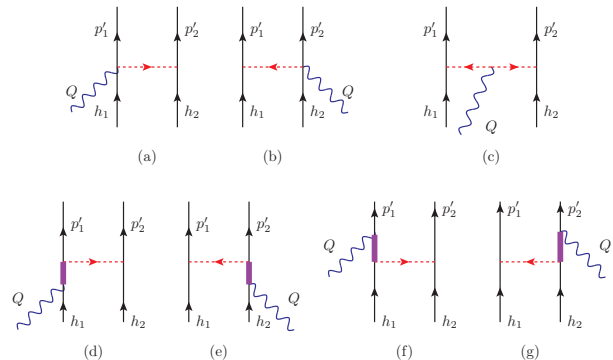 p′₁ p′₂ p′₁ p′₂ p′₁ p′₂
Q h₁ h₂ h₁ h₂ Q h₁ Q h₂
(a) (b) (c)
p′₁ p′₂ p′₁ p′₂ Q p′₁ p′₂ p′₁ p′₂ Q
Q h₁ h₂ h₁ h₂ Q h₁ h₂ h₁ h₂
(d) (e) (f) (g)